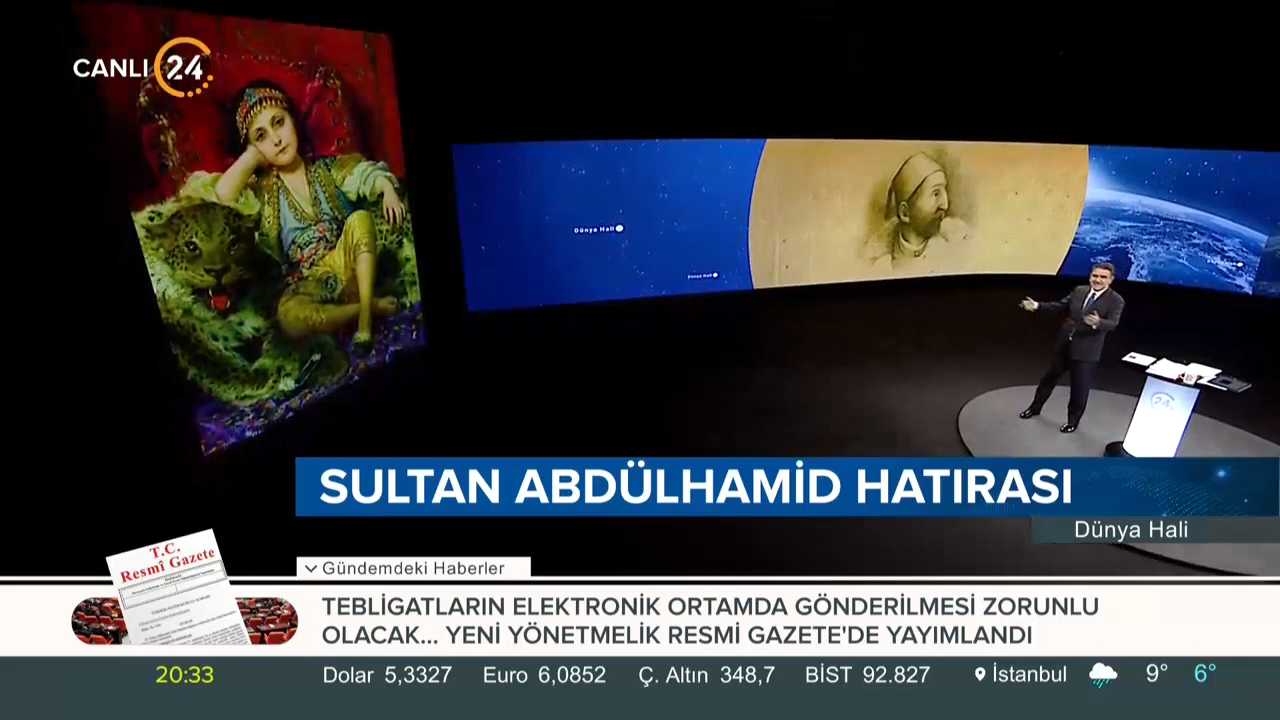 CANLI 24
Dünya Hali
Dünya Hali
24
SULTAN ABDÜLHAMİD HATIRASI
Dünya Hali
T.C.
Resmî Gazete
Gündemdeki Haberler
TEBLİGATLARIN ELEKTRONİK ORTAMDA GÖNDERİLMESİ ZORUNLU
OLACAK... YENİ YÖNETMELİK RESMİ GAZETE'DE YAYIMLANDI
20:33 Dolar 5,3327 Euro 6,0852 Ç. Altın 348,7 BİST 92.827 İstanbul 9° 6°